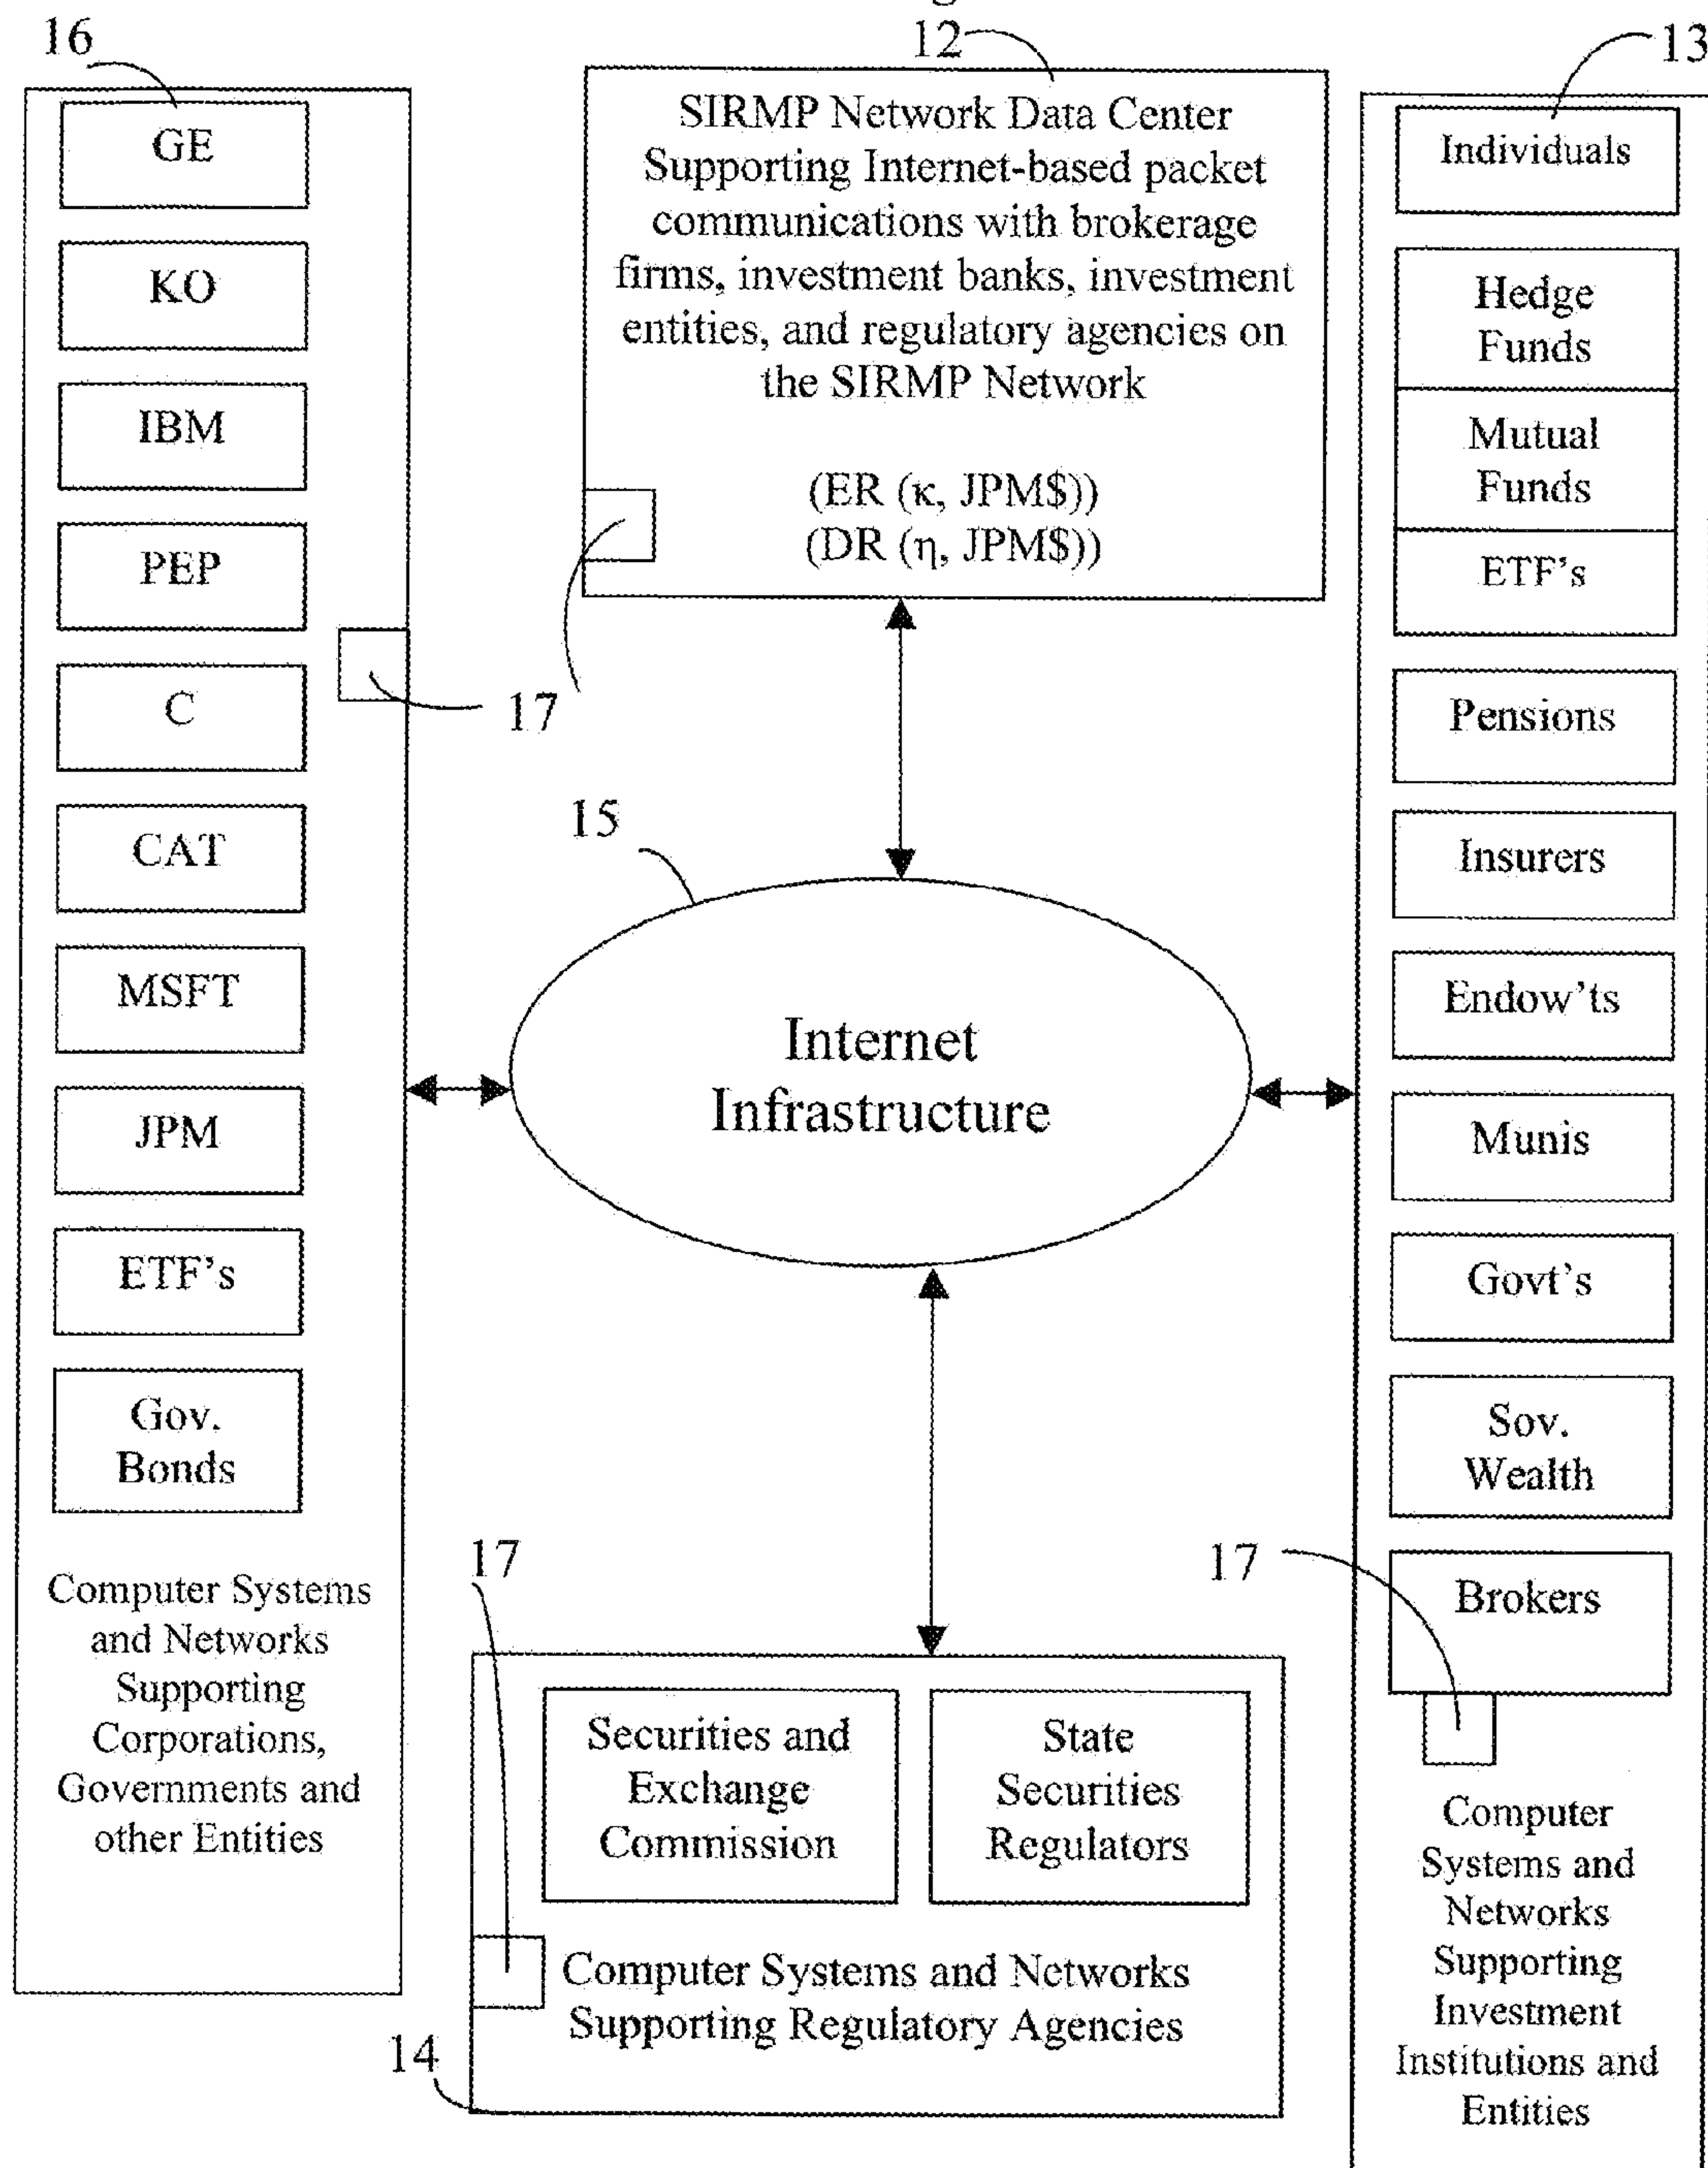 16
GE
KO
IBM
PEP
C
CAT
MSFT
JPM
ETF's
Gov.
Bonds
Computer Systems
and Networks
Supporting
Corporations,
Governments and
other Entities
17
12
SIRMP Network Data Center
Supporting Internet-based packet
communications with brokerage
firms, investment banks, investment
entities, and regulatory agencies on
the SIRMP Network
(ER (κ, JPM$))
(DR (η, JPM$))
15
Internet
Infrastructure
17
Securities and
Exchange
Commission
State
Securities
Regulators
Computer Systems and Networks
Supporting Regulatory Agencies
14
13
Individuals
Hedge
Funds
Mutual
Funds
ETF's
Pensions
Insurers
Endow'ts
Munis
Govt's
Sov.
Wealth
17
Brokers
Computer
Systems and
Networks
Supporting
Investment
Institutions and
Entities